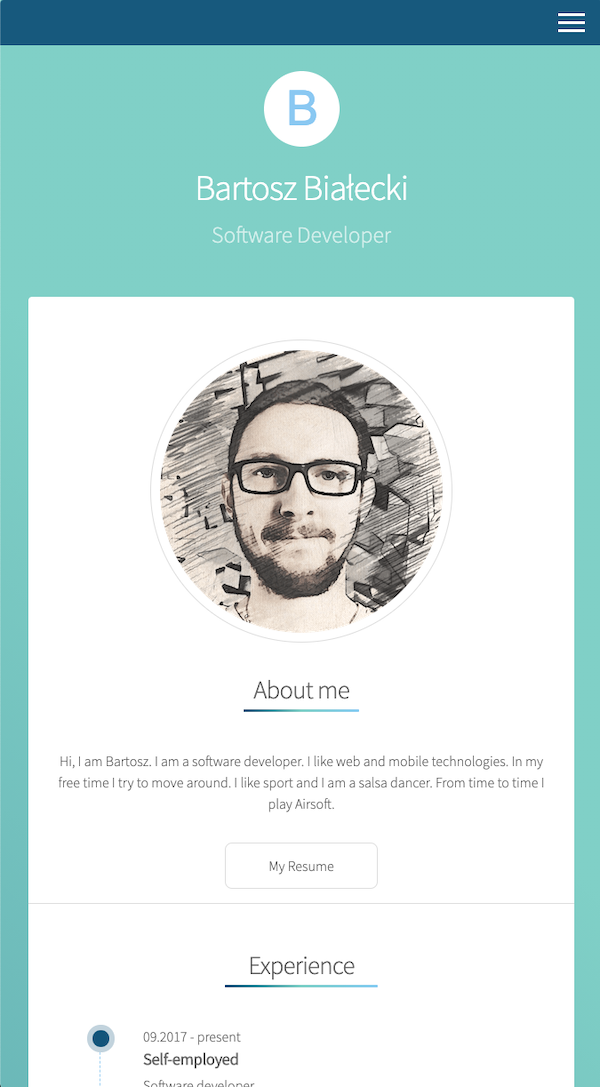 B
Bartosz Białecki
Software Developer
About me
Hi, I am Bartosz. I am a software developer. I like web and mobile technologies. In my
free time I try to move around. I like sport and I am a salsa dancer. From time to time I
play Airsoft.
My Resume
Experience
09.2017 - present
Self-employed
Software developer